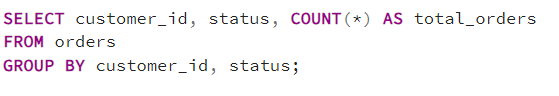 SELECT customer_id, status, COUNT(*) AS total_orders
FROM orders
GROUP BY customer_id, status;